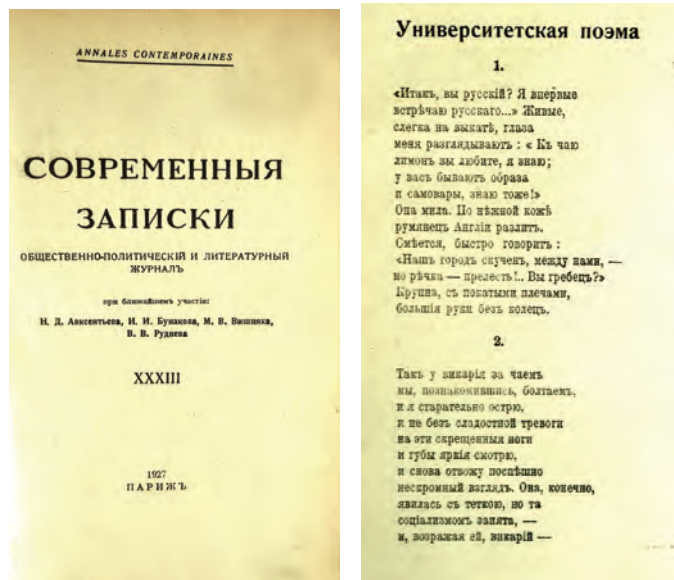 ANNALES CONTEMPORAINES
СОВРЕМЕННЫЯ
ЗАПИСКИ
ОБЩЕСТВЕННО-ПОЛИТИЧЕСКІЙ И ЛИТЕРАТУРНЫЙ
ЖУРНАЛЪ
при ближайшемъ участіи:
Н. Д. Авксентьева, И. И. Бунакова, М. В. Вишняка,
В. В. Руднева
XXXIII
1927
ПАРИЖЪ
Университетская поэма
1.
«Итакъ, вы русскій? Я впервые
встрѣчаю русскаго...» Живые,
слегка на выкатѣ, глаза
меня разглядываютъ : « Къ чаю
лимонъ вы любите, я знаю;
у васъ бываютъ образа
и самовары, знаю тоже!»
Она мила. По нѣжной кожѣ
румянецъ Англіи разлитъ.
Смѣется, быстро говоритъ :
«Нашъ городъ скученъ, между нами, —
но рѣчка — прелесть!.. Вы гребецъ?»
Крупна, съ покатыми плечами,
большія руки безъ колецъ.
2.
Такъ у викарія за чаемъ
мы, познакомившись, болтаемъ,
и я старательно острю,
и не безъ сладостной тревоги
на эти скрещенныя ноги
и губы яркія смотрю,
и снова отвожу поспѣшно
нескромный взглядъ. Она, конечно,
явилась съ теткою, но та
соціализмомъ занята, —
и, возражая ей, викарій —